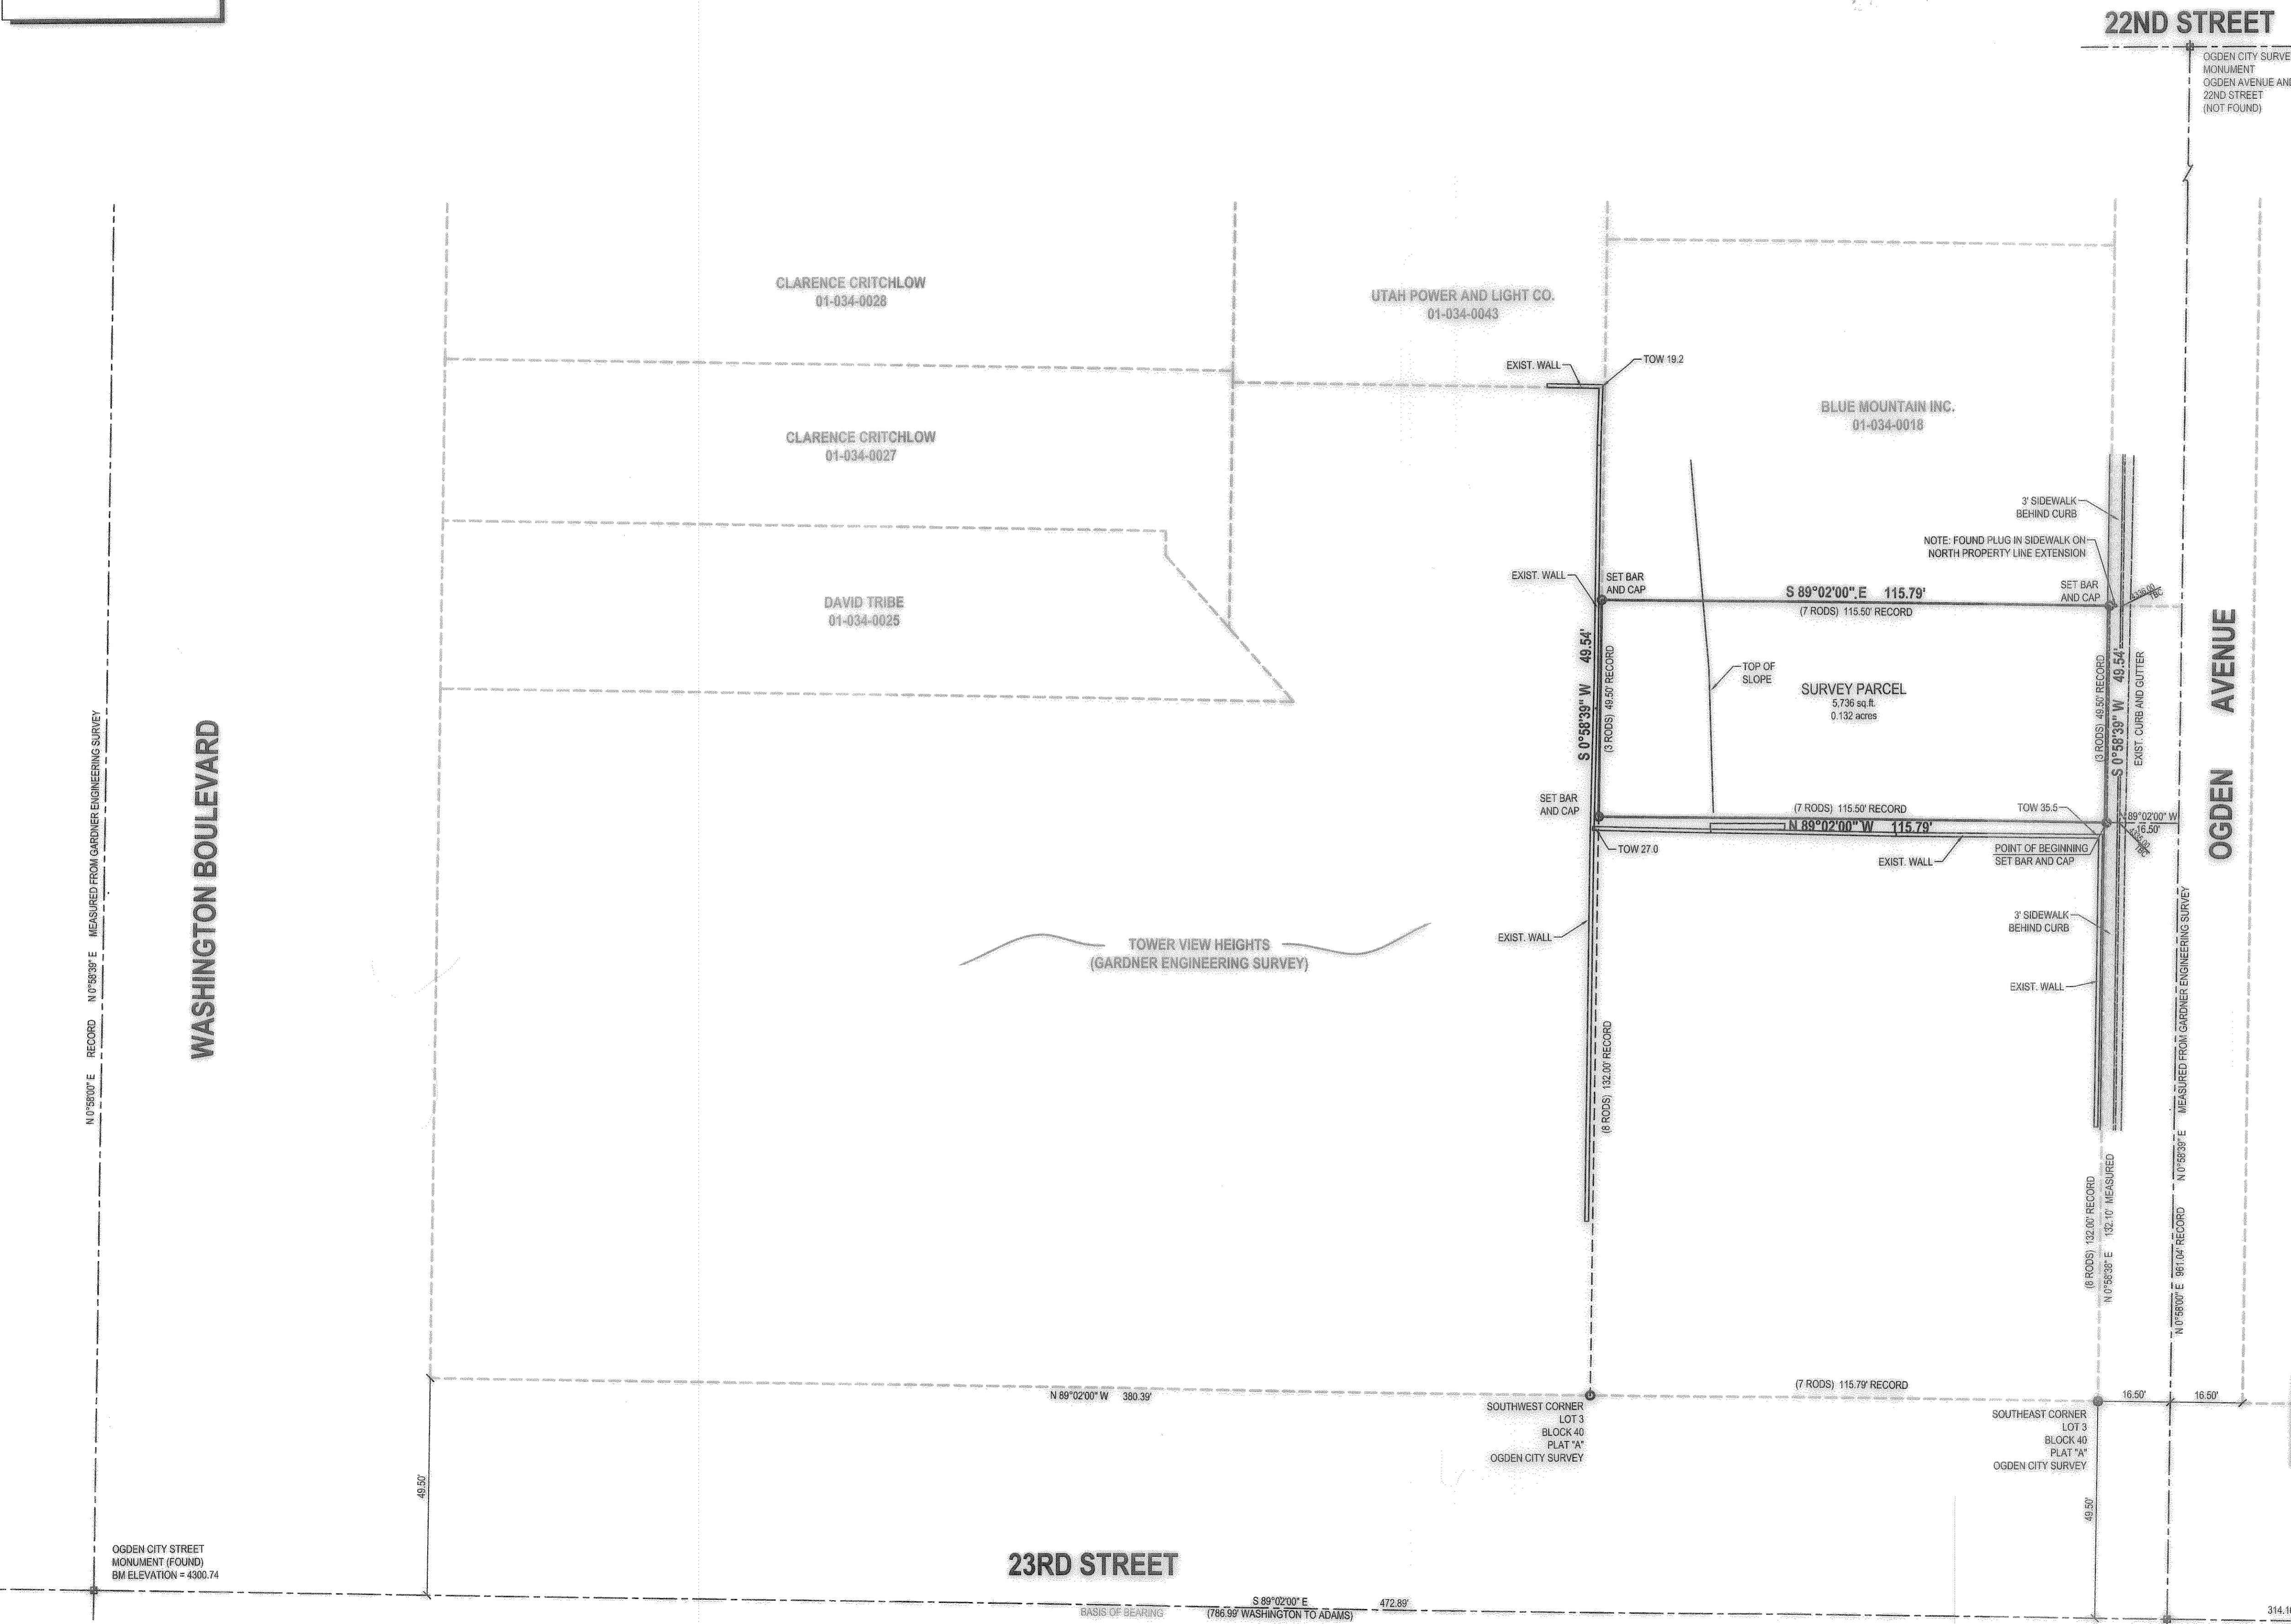 22ND STREET
OGDEN CITY SURVE
MONUMENT
OGDEN AVENUE AND
22ND STREET
(NOT FOUND)
CLARENCE CRITCHLOW
01-034-0028
UTAH POWER AND LIGHT CO.
01-034-0043
EXIST. WALL
TOW 19.2
BLUE MOUNTAIN INC.
01-034-0018
CLARENCE CRITCHLOW
01-034-0027
3' SIDEWALK
BEHIND CURB
NOTE: FOUND PLUG IN SIDEWALK ON
NORTH PROPERTY LINE EXTENSION
EXIST. WALL
SET BAR
AND CAP
S 89°02'00" E 115.79'
(7 RODS) 115.50' RECORD
SET BAR
AND CAP
4336.00
TBC
DAVID TRIBE
01-034-0025
S 0°58'39" W 49.54'
(3 RODS) 49.50' RECORD
TOP OF
SLOPE
SURVEY PARCEL
5,736 sq.ft.
0.132 acres
(3 RODS) 49.50' RECORD
S 0°58'39" W 49.54'
EXIST. CURB AND GUTTER
OGDEN AVENUE
WASHINGTON BOULEVARD
N 0°58'00" E RECORD N 0°58'39" E MEASURED FROM GARDNER ENGINEERING SURVEY
SET BAR
AND CAP
(7 RODS) 115.50' RECORD
N 89°02'00" W 115.79'
TOW 35.5
N 89°02'00" W
16.50'
TBC
TOW 27.0
EXIST. WALL
POINT OF BEGINNING
SET BAR AND CAP
TOWER VIEW HEIGHTS
(GARDNER ENGINEERING SURVEY)
EXIST. WALL
3' SIDEWALK
BEHIND CURB
EXIST. WALL
(8 RODS) 132.00' RECORD
(8 RODS) 132.00' RECORD
N 0°58'38" E 132.10' MEASURED
N 0°58'00" E 961.04' RECORD N 0°58'39" E MEASURED FROM GARDNER ENGINEERING SURVEY
N 89°02'00" W 380.39'
(7 RODS) 115.79' RECORD
16.50'
16.50'
SOUTHWEST CORNER
LOT 3
BLOCK 40
PLAT "A"
OGDEN CITY SURVEY
SOUTHEAST CORNER
LOT 3
BLOCK 40
PLAT "A"
OGDEN CITY SURVEY
49.50'
49.50'
OGDEN CITY STREET
MONUMENT (FOUND)
BM ELEVATION = 4300.74
23RD STREET
S 89°02'00" E 472.89'
BASIS OF BEARING
(786.99' WASHINGTON TO ADAMS)